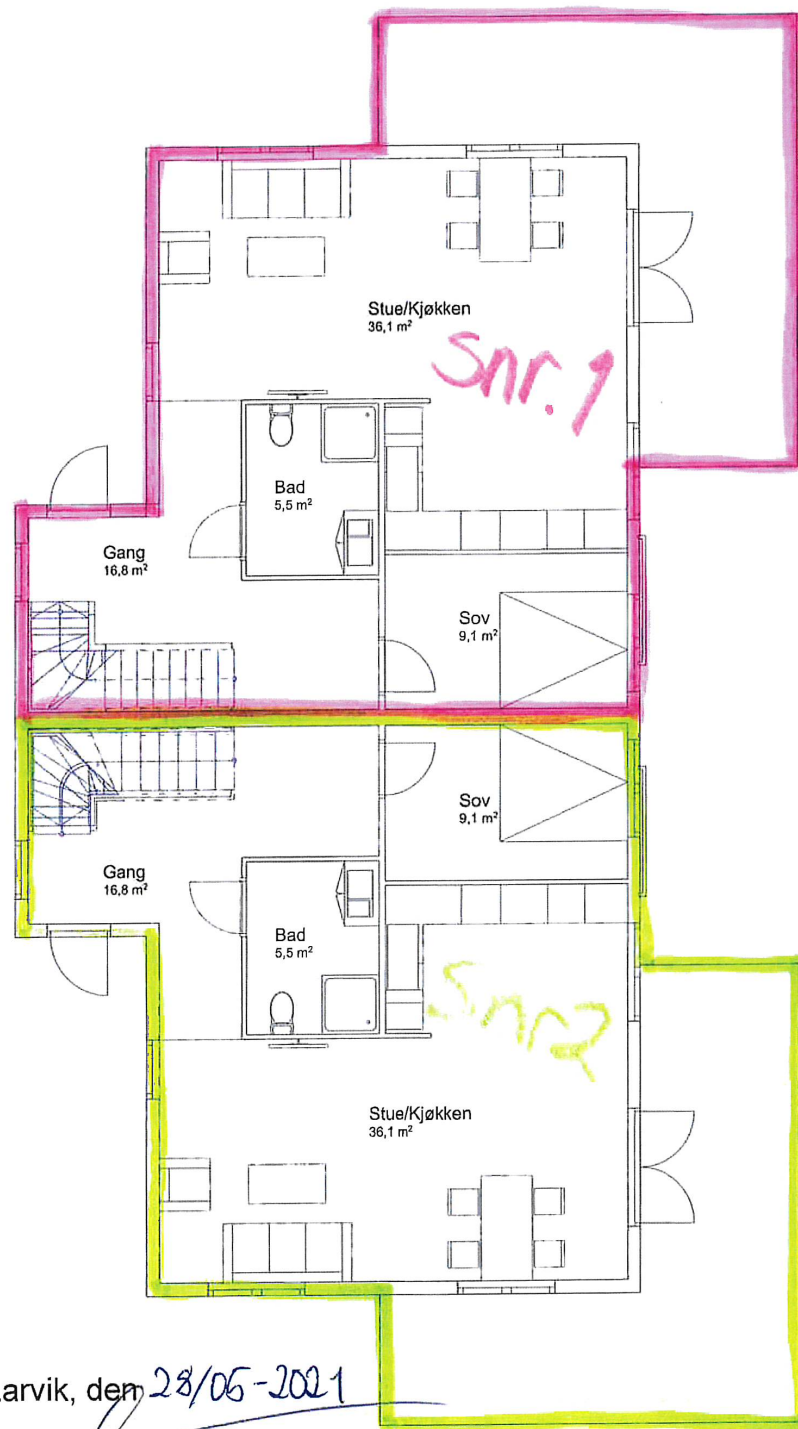 Stue/Kjøkken
36,1 m²
Snr. 1
Bad
5,5 m²
Gang
16,8 m²
Sov
9,1 m²
Sov
9,1 m²
Gang
16,8 m²
Bad
5,5 m²
Snr 2
Stue/Kjøkken
36,1 m²
arvik, den 28/05-2021